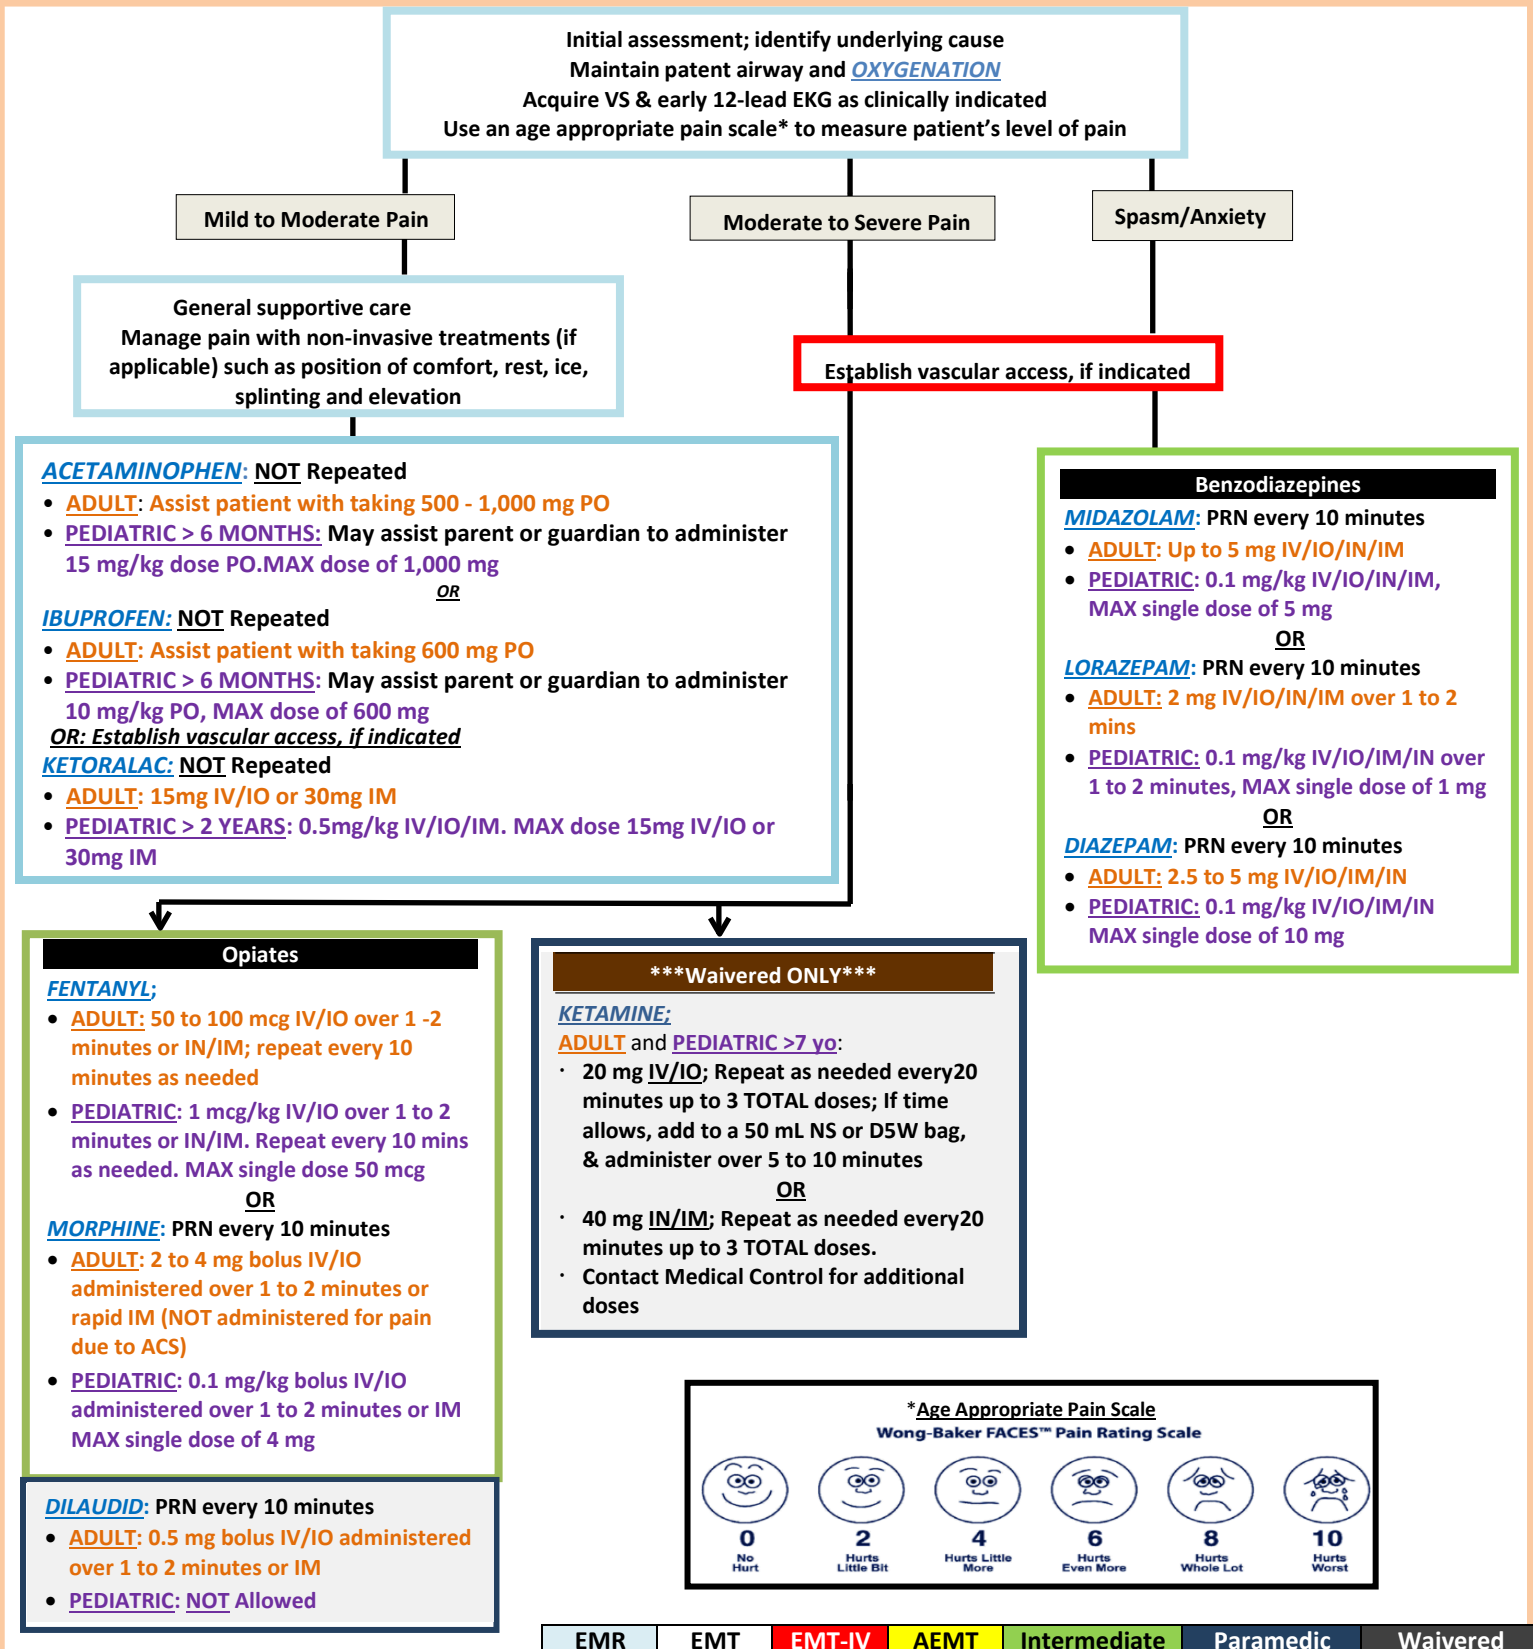 Initial assessment; identify underlying cause
Maintain patent airway and OXYGENATION
Acquire VS & early 12-lead EKG as clinically indicated
Use an age appropriate pain scale* to measure patient's level of pain
Mild to Moderate Pain
Moderate to Severe Pain
Spasm/Anxiety
General supportive care
Manage pain with non-invasive treatments (if
applicable) such as position of comfort, rest, ice,
splinting and elevation
Establish vascular access, if indicated
ACETAMINOPHEN: NOT Repeated
• ADULT: Assist patient with taking 500 - 1,000 mg PO
• PEDIATRIC > 6 MONTHS: May assist parent or guardian to administer
15 mg/kg dose PO.MAX dose of 1,000 mg
OR
IBUPROFEN: NOT Repeated
• ADULT: Assist patient with taking 600 mg PO
• PEDIATRIC > 6 MONTHS: May assist parent or guardian to administer
10 mg/kg PO, MAX dose of 600 mg
OR: Establish vascular access, if indicated
KETORALAC: NOT Repeated
• ADULT: 15mg IV/IO or 30mg IM
• PEDIATRIC > 2 YEARS: 0.5mg/kg IV/IO/IM. MAX dose 15mg IV/IO or
30mg IM
Benzodiazepines
MIDAZOLAM: PRN every 10 minutes
• ADULT: Up to 5 mg IV/IO/IN/IM
• PEDIATRIC: 0.1 mg/kg IV/IO/IN/IM,
MAX single dose of 5 mg
OR
LORAZEPAM: PRN every 10 minutes
• ADULT: 2 mg IV/IO/IN/IM over 1 to 2
mins
• PEDIATRIC: 0.1 mg/kg IV/IO/IM/IN over
1 to 2 minutes, MAX single dose of 1 mg
OR
DIAZEPAM: PRN every 10 minutes
• ADULT: 2.5 to 5 mg IV/IO/IM/IN
• PEDIATRIC: 0.1 mg/kg IV/IO/IM/IN
MAX single dose of 10 mg
Opiates
FENTANYL;
• ADULT: 50 to 100 mcg IV/IO over 1 -2
minutes or IN/IM; repeat every 10
minutes as needed
• PEDIATRIC: 1 mcg/kg IV/IO over 1 to 2
minutes or IN/IM. Repeat every 10 mins
as needed. MAX single dose 50 mcg
OR
MORPHINE: PRN every 10 minutes
• ADULT: 2 to 4 mg bolus IV/IO
administered over 1 to 2 minutes or
rapid IM (NOT administered for pain
due to ACS)
• PEDIATRIC: 0.1 mg/kg bolus IV/IO
administered over 1 to 2 minutes or IM
MAX single dose of 4 mg
DILAUDID: PRN every 10 minutes
• ADULT: 0.5 mg bolus IV/IO administered
over 1 to 2 minutes or IM
• PEDIATRIC: NOT Allowed
***Waivered ONLY***
KETAMINE;
ADULT and PEDIATRIC >7 yo:
· 20 mg IV/IO; Repeat as needed every20
minutes up to 3 TOTAL doses; If time
allows, add to a 50 mL NS or D5W bag,
& administer over 5 to 10 minutes
OR
· 40 mg IN/IM; Repeat as needed every20
minutes up to 3 TOTAL doses.
· Contact Medical Control for additional
doses
*Age Appropriate Pain Scale
Wong-Baker FACES™ Pain Rating Scale
0 2 4 6 8 10
No Hurt
Hurts Little Bit
Hurts Little More
Hurts Even More
Hurts Whole Lot
Hurts Worst
EMR EMT EMT-IV AEMT Intermediate Paramedic Waivered